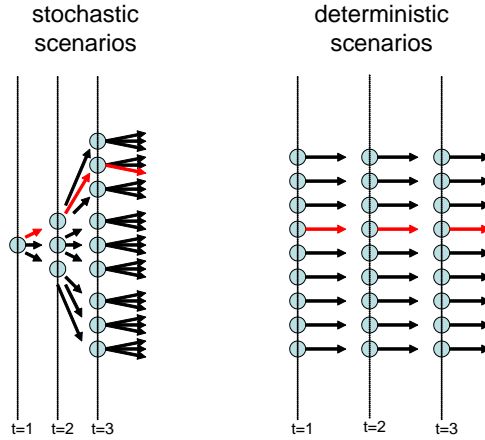 stochastic
scenarios
deterministic
scenarios
t=1
t=2
t=3
t=1
t=2
t=3